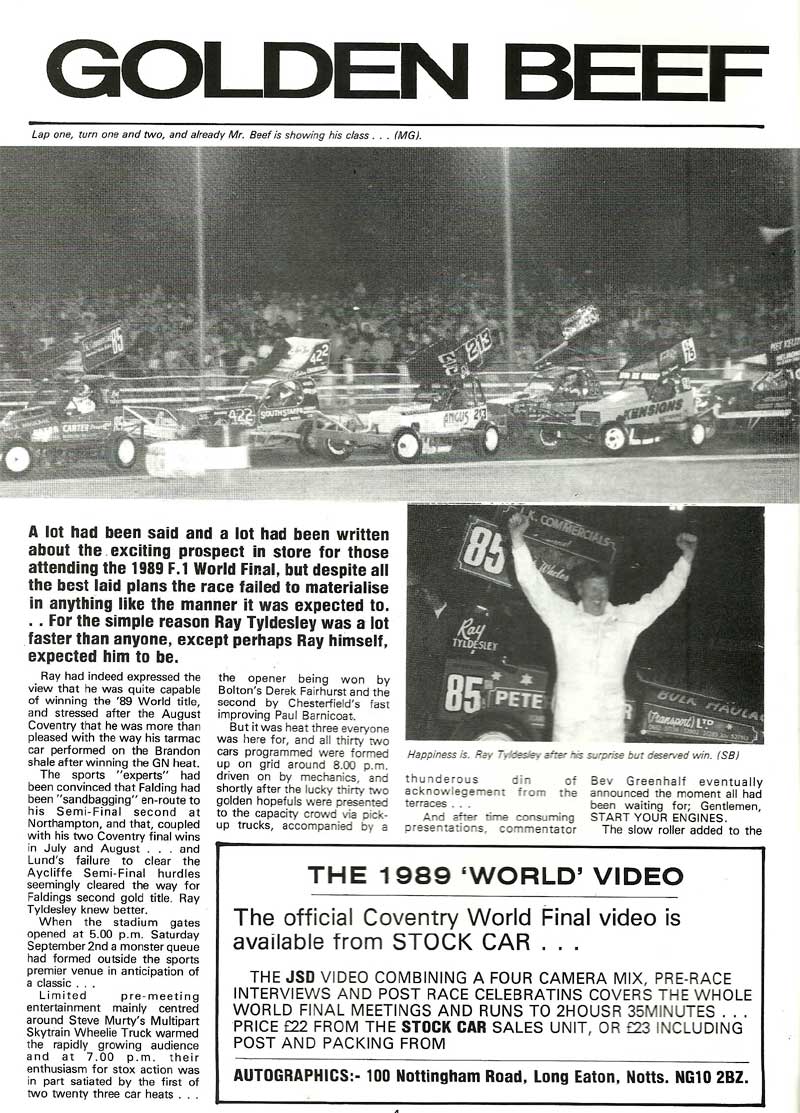 GOLDEN BEEF
Lap one, turn one and two, and already Mr. Beef is showing his class . . . (MG).
85
422
213
422
SOUTH STAFFS
ANGUS 213
KENSIONS
75
CARTER
A lot had been said and a lot had been written
about the exciting prospect in store for those
attending the 1989 F.1 World Final, but despite all
the best laid plans the race failed to materialise
in anything like the manner it was expected to.
. . For the simple reason Ray Tyldesley was a lot
faster than anyone, except perhaps Ray himself,
expected him to be.
Ray had indeed expressed the
view that he was quite capable
of winning the '89 World title,
and stressed after the August
Coventry that he was more than
pleased with the way his tarmac
car performed on the Brandon
shale after winning the GN heat.
The sports "experts" had
been convinced that Falding had
been "sandbagging" en-route to
his Semi-Final second at
Northampton, and that, coupled
with his two Coventry final wins
in July and August . . . and
Lund's failure to clear the
Aycliffe Semi-Final hurdles
seemingly cleared the way for
Faldings second gold title. Ray
Tyldesley knew better.
When the stadium gates
opened at 5.00 p.m. Saturday
September 2nd a monster queue
had formed outside the sports
premier venue in anticipation of
a classic . . .
Limited pre-meeting
entertainment mainly centred
around Steve Murty's Multipart
Skytrain Wheelie Truck warmed
the rapidly growing audience
and at 7.00 p.m. their
enthusiasm for stox action was
in part satiated by the first of
two twenty three car heats . . .
the opener being won by
Bolton's Derek Fairhurst and the
second by Chesterfield's fast
improving Paul Barnicoat.
But it was heat three everyone
was here for, and all thirty two
cars programmed were formed
up on grid around 8.00 p.m.
driven on by mechanics, and
shortly after the lucky thirty two
golden hopefuls were presented
to the capacity crowd via pick-
up trucks, accompanied by a
85
COMMERCIALS
Ray
TYLDESLEY
85
PETE
BULK HAULAG
(Transport) LTD
Happiness is. Ray Tyldesley after his surprise but deserved win. (SB)
thunderous din of
acknowlegement from the
terraces . . .
And after time consuming
presentations, commentator
Bev Greenhalf eventually
announced the moment all had
been waiting for; Gentlemen,
START YOUR ENGINES.
The slow roller added to the
THE 1989 'WORLD' VIDEO
The official Coventry World Final video is
available from STOCK CAR . . .
THE JSD VIDEO COMBINING A FOUR CAMERA MIX, PRE-RACE
INTERVIEWS AND POST RACE CELEBRATINS COVERS THE WHOLE
WORLD FINAL MEETINGS AND RUNS TO 2HOUSR 35MINUTES . . .
PRICE £22 FROM THE STOCK CAR SALES UNIT, OR £23 INCLUDING
POST AND PACKING FROM
AUTOGRAPHICS:- 100 Nottingham Road, Long Eaton, Notts. NG10 2BZ.